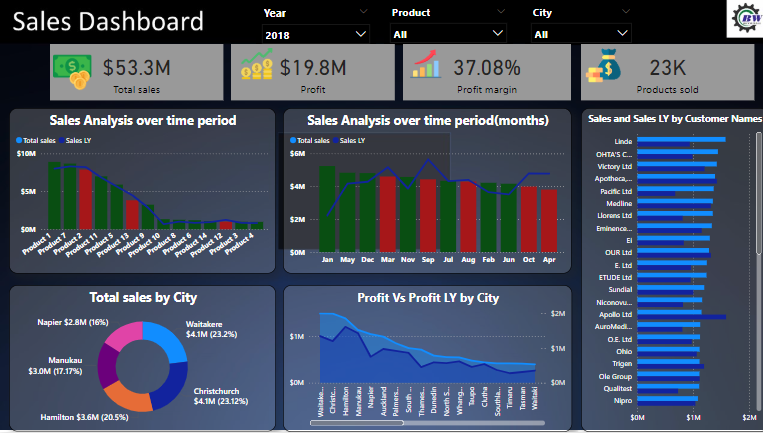 Sales Dashboard
Year
2018
Product
All
City
All
BW
$53.3M
Total sales
$19.8M
Profit
37.08%
Profit margin
23K
Products sold
Sales Analysis over time period
Total sales Sales LY
$10M
$5M
$0M
Product 1
Product 7
Product 2
Product 11
Product 5
Product 13
Product 9
Product 10
Product 8
Product 6
Product 14
Product 12
Product 3
Product 4
Sales Analysis over time period(months)
Total sales Sales LY
$6M
$4M
$2M
$0M
Jan May Dec Mar Nov Sep Jul Aug Feb Jun Oct Apr
Sales and Sales LY by Customer Names
Linde
OHTA'S C...
Victory Ltd
Apotheca,...
Pacific Ltd
Medline
Llorens Ltd
Eminence...
Ei
OUR Ltd
E. Ltd
ETUDE Ltd
Sundial
Niconovu...
Apollo Ltd
AuroMedi...
O.E. Ltd
Ohio
Trigen
Ole Group
Qualitest
Nipro
$0M $1M $2M
Total sales by City
Napier $2.8M (16%)
Waitakere
$4.1M (23.2%)
Manukau
$3.0M (17.17%)
Christchurch
$4.1M (23.12%)
Hamilton $3.6M (20.5%)
Profit Vs Profit LY by City
$1M
$0M
$2M
$1M
$0M
Waitake...
Christc...
Hamilton
Manukau
Napier
Auckland
Palmers...
South ...
Thames...
Dunedin
North S...
Whang...
Taupo
Clutha
Southla...
Timaru
Tasman
Waitaki